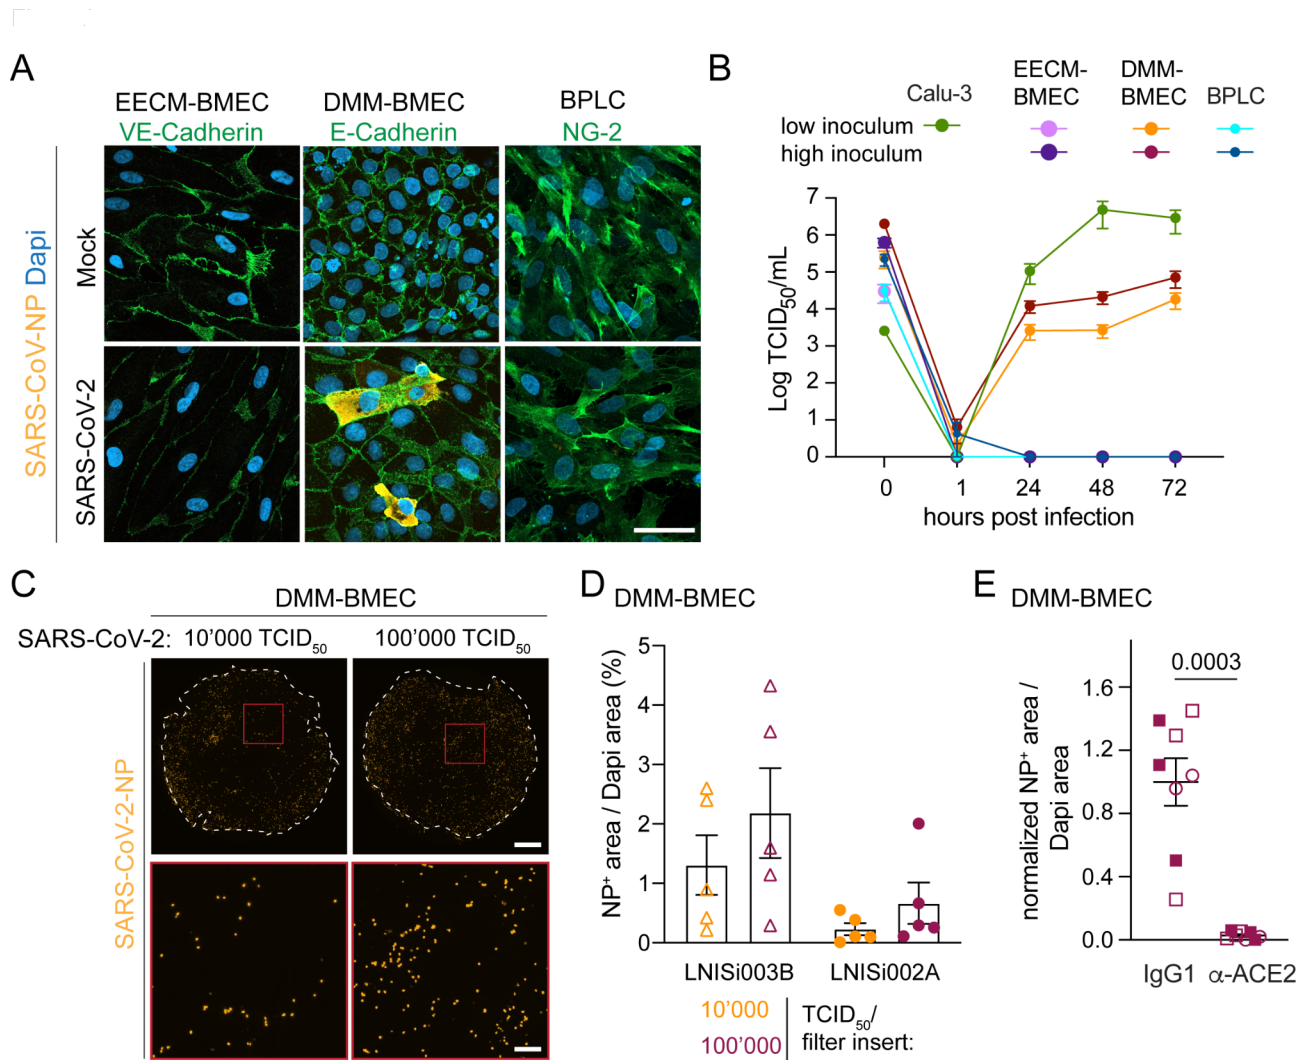 A
EECM-BMEC DMM-BMEC BPLC
VE-Cadherin E-Cadherin NG-2
SARS-CoV-NP Dapi
Mock
SARS-CoV-2
B
Calu-3 EECM-BMEC DMM-BMEC BPLC
low inoculum
high inoculum
Log TCID50/mL
7
6
5
4
3
2
1
0
0 1 24 48 72
hours post infection
C
DMM-BMEC
SARS-CoV-2: 10'000 TCID50 100'000 TCID50
SARS-CoV-2-NP
D DMM-BMEC
NP+ area / Dapi area (%)
5
4
3
2
1
0
LNISi003B LNISi002A
10'000
100'000
TCID50/
filter insert:
E DMM-BMEC
normalized NP+ area /
Dapi area
0.0003
1.6
1.2
0.8
0.4
0.0
IgG1 α-ACE2